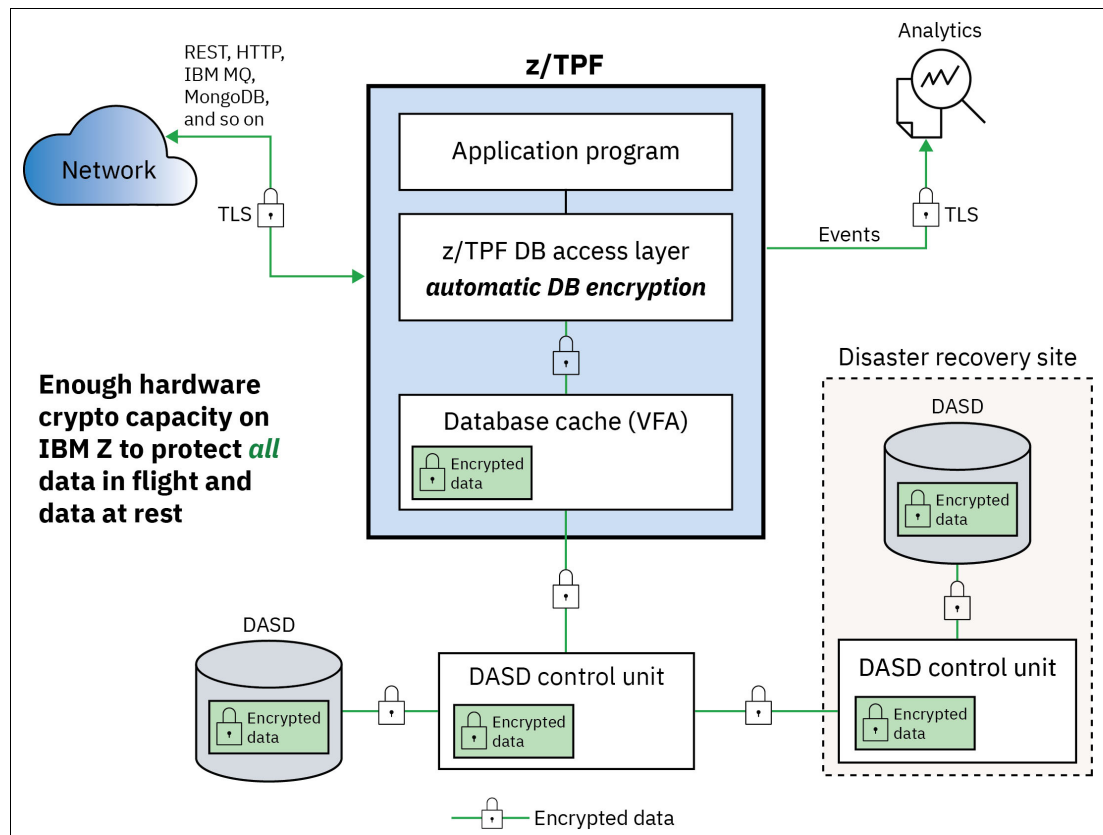 REST, HTTP,
IBM MQ,
MongoDB,
and so on
Network
TLS
z/TPF
Application program
z/TPF DB access layer
automatic DB encryption
Database cache (VFA)
Encrypted
data
Analytics
TLS
Events
Enough hardware
crypto capacity on
IBM Z to protect all
data in flight and
data at rest
Disaster recovery site
DASD
Encrypted
data
DASD control unit
Encrypted
data
DASD
Encrypted
data
DASD control unit
Encrypted
data
Encrypted data